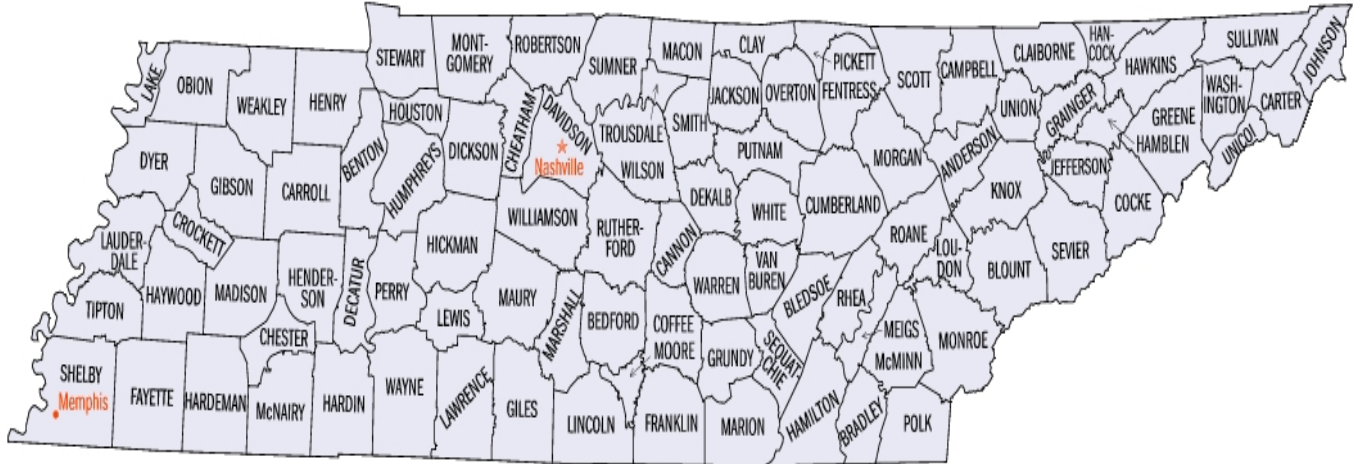 STEWART
MONT-
GOMERY
ROBERTSON
SUMNER
MACON
CLAY
PICKETT
SCOTT
CAMPBELL
CLAIBORNE
HAN-
COCK
HAWKINS
SULLIVAN
JOHNSON
LAKE
OBION
WEAKLEY
HENRY
HOUSTON
CHEATHAM
DAVIDSON
TROUSDALE
SMITH
JACKSON
OVERTON
FENTRESS
UNION
GRAINGER
HAMBLEN
GREENE
WASH-
INGTON
CARTER
UNICOI
DYER
GIBSON
CARROLL
BENTON
HUMPHREYS
DICKSON
Nashville
WILSON
PUTNAM
MORGAN
ANDERSON
KNOX
JEFFERSON
COCKE
LAUDER-
DALE
CROCKETT
HICKMAN
WILLIAMSON
RUTHER-
FORD
CANNON
DEKALB
WHITE
CUMBERLAND
ROANE
LOU-
DON
BLOUNT
SEVIER
TIPTON
HAYWOOD
MADISON
HENDER-
SON
DECATUR
PERRY
LEWIS
MAURY
MARSHALL
BEDFORD
COFFEE
MOORE
WARREN
VAN
BUREN
BLEDSOE
RHEA
MEIGS
McMINN
MONROE
CHESTER
GRUNDY
SEQUAT-
CHIE
SHELBY
Memphis
FAYETTE
HARDEMAN
McNAIRY
HARDIN
WAYNE
LAWRENCE
GILES
LINCOLN
FRANKLIN
MARION
HAMILTON
BRADLEY
POLK